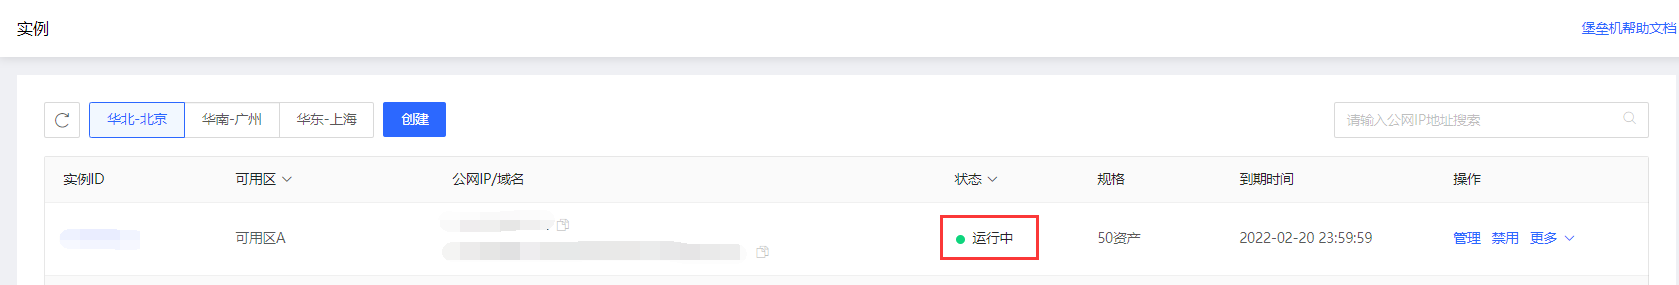 实例 堡垒机帮助文档
华北-北京 华南-广州 华东-上海 创建 请输入公网IP地址搜索
实例ID 可用区 公网IP/域名 状态 规格 到期时间 操作
可用区A 运行中 50资产 2022-02-20 23:59:59 管理 禁用 更多